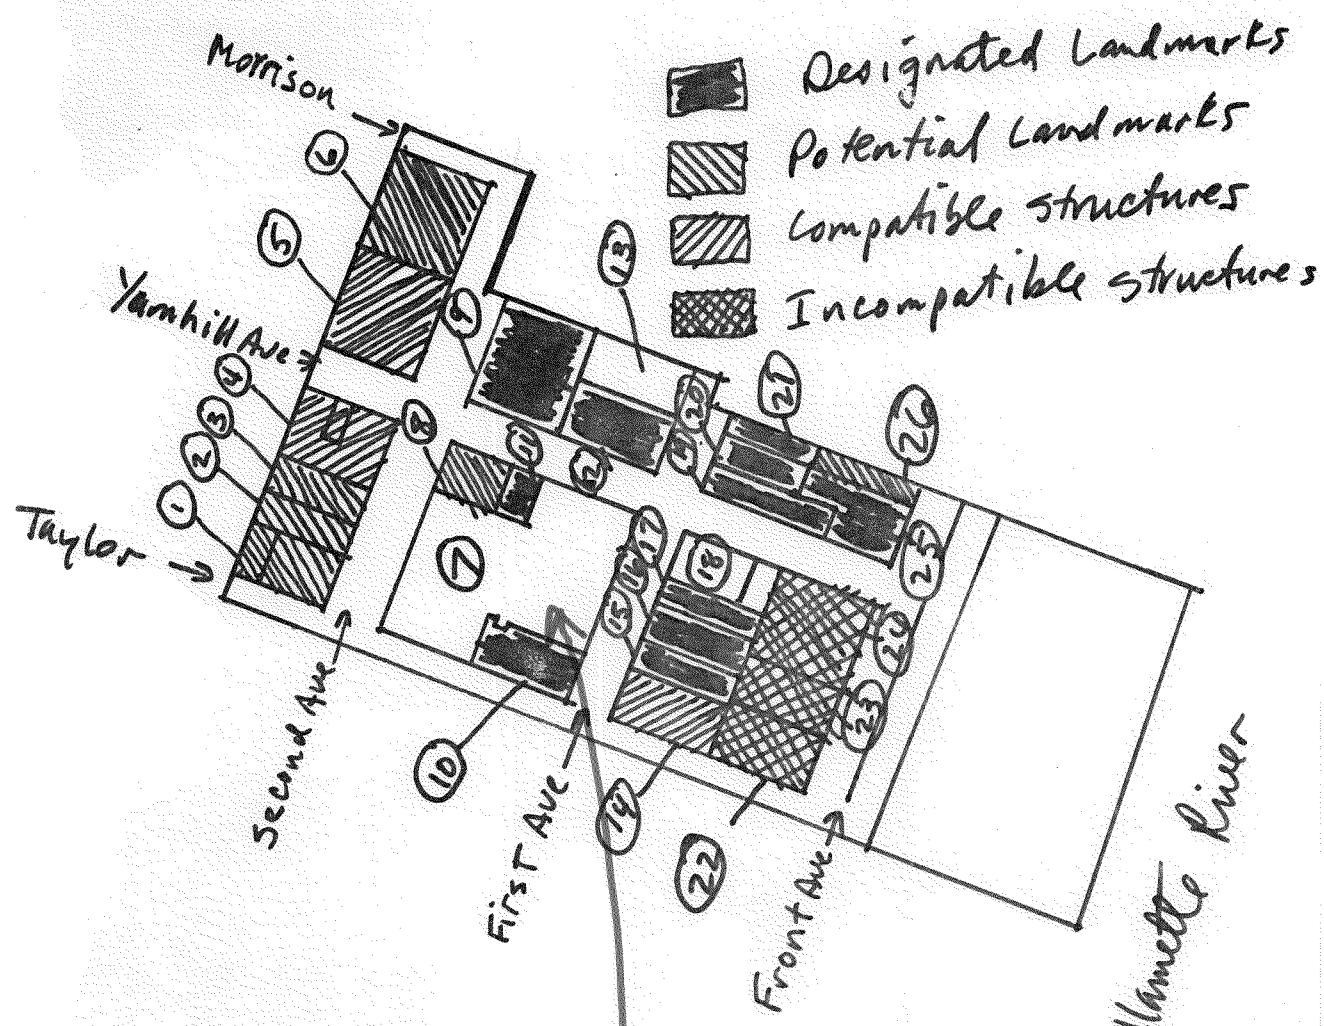 Morrison
Designated Landmarks
Potential Landmarks
Compatible Structures
Incompatible Structures
6
5
13
Yamhill Ave
9
4
3
2
1
8
20
21
26
11
12
19
Taylor
7
17
16
15
18
25
24
23
10
14
22
Second Ave
First Ave
Front Ave
llamette River